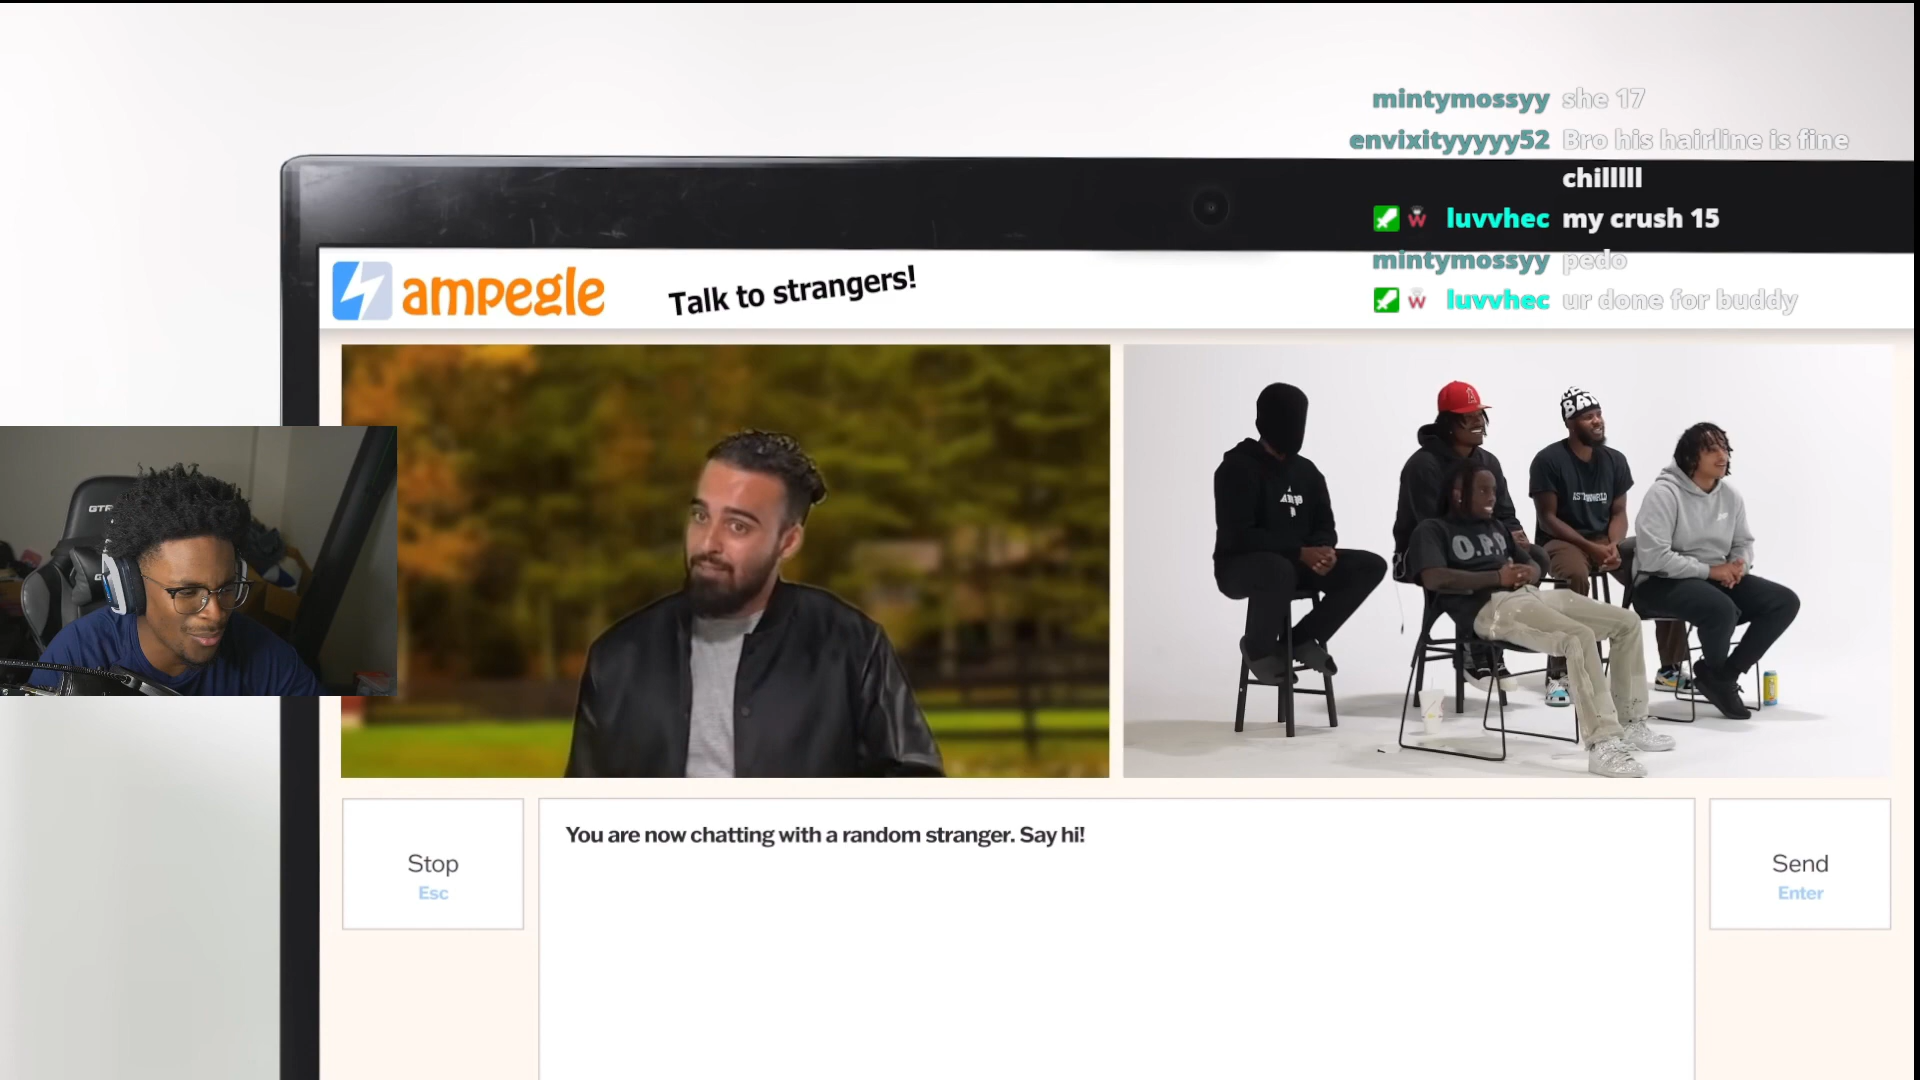 mintymossyy she 17
envixityyyyy52 Bro his hairline is fine
chilllll
luvvhec my crush 15
mintymossyy pedo
luvvhec ur done for buddy
ampegle
Talk to strangers!
O.P.P
You are now chatting with a random stranger. Say hi!
Stop
Esc
Send
Enter